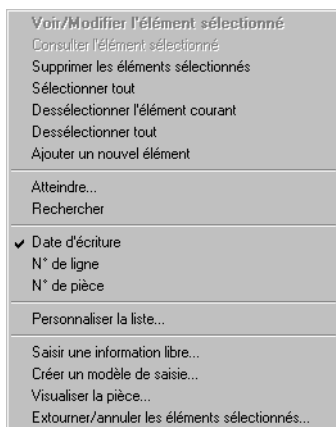 Voir/Modifier l'élément sélectionné
Consulter l'élément sélectionné
Supprimer les éléments sélectionnés
Sélectionner tout
Dessélectionner l'élément courant
Dessélectionner tout
Ajouter un nouvel élément
Atteindre...
Rechercher
Date d'écriture
N° de ligne
N° de pièce
Personnaliser la liste...
Saisir une information libre...
Créer un modèle de saisie...
Visualiser la pièce...
Extourner/annuler les éléments sélectionnés...